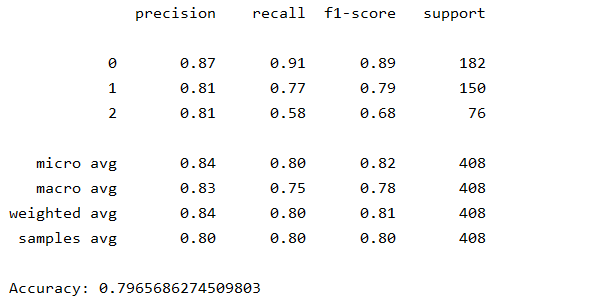 precision recall f1-score support
0 0.87 0.91 0.89 182
1 0.81 0.77 0.79 150
2 0.81 0.58 0.68 76
micro avg 0.84 0.80 0.82 408
macro avg 0.83 0.75 0.78 408
weighted avg 0.84 0.80 0.81 408
samples avg 0.80 0.80 0.80 408
Accuracy: 0.7965686274509803